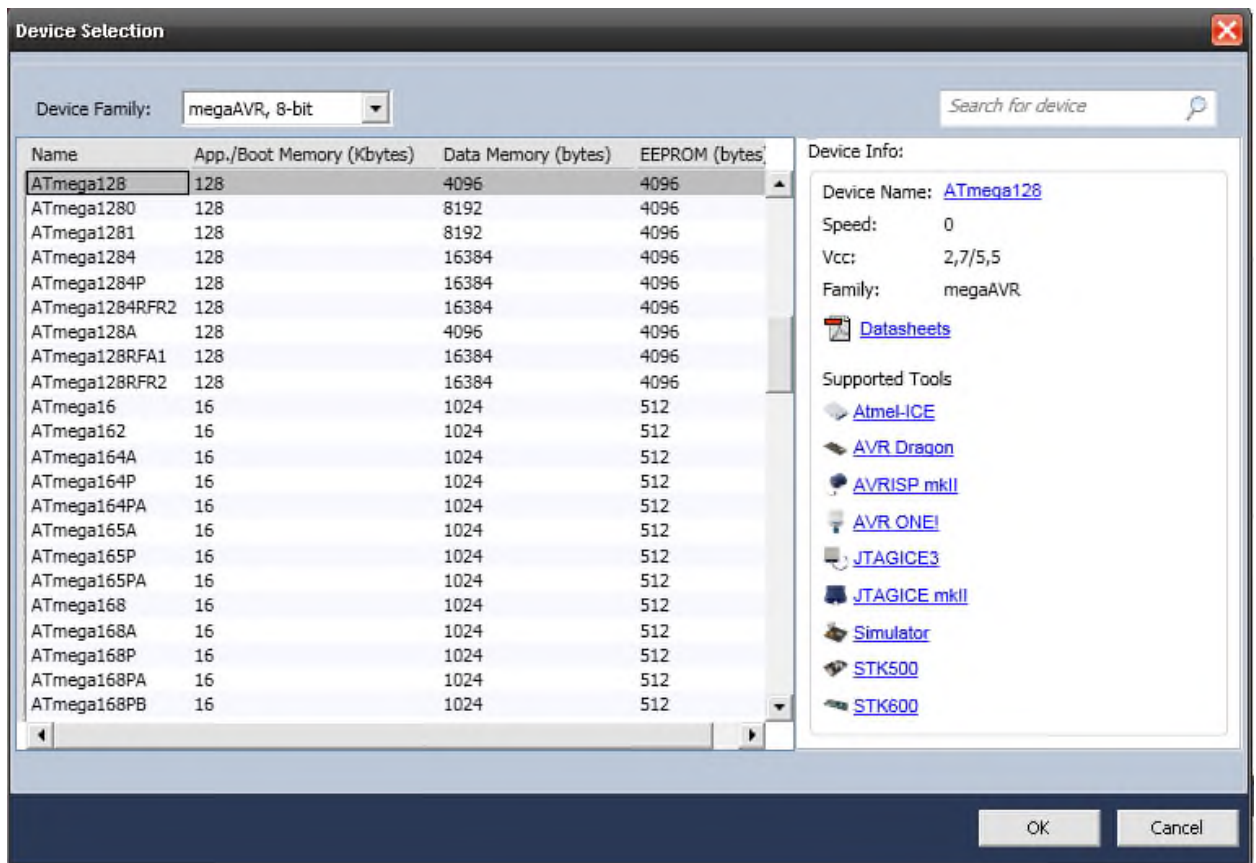 Device Selection
Device Family: megaAVR, 8-bit
Search for device
Name App./Boot Memory (Kbytes) Data Memory (bytes) EEPROM (bytes
ATmega128 128 4096 4096
ATmega1280 128 8192 4096
ATmega1281 128 8192 4096
ATmega1284 128 16384 4096
ATmega1284P 128 16384 4096
ATmega1284RFR2 128 16384 4096
ATmega128A 128 4096 4096
ATmega128RFA1 128 16384 4096
ATmega128RFR2 128 16384 4096
ATmega16 16 1024 512
ATmega162 16 1024 512
ATmega164A 16 1024 512
ATmega164P 16 1024 512
ATmega164PA 16 1024 512
ATmega165A 16 1024 512
ATmega165P 16 1024 512
ATmega165PA 16 1024 512
ATmega168 16 1024 512
ATmega168A 16 1024 512
ATmega168P 16 1024 512
ATmega168PA 16 1024 512
ATmega168PB 16 1024 512
Device Info:
Device Name: ATmega128
Speed: 0
Vcc: 2,7/5,5
Family: megaAVR
Datasheets
Supported Tools
Atmel-ICE
AVR Dragon
AVRISP mkII
AVR ONE!
JTAGICE3
JTAGICE mkII
Simulator
STK500
STK600
OK Cancel